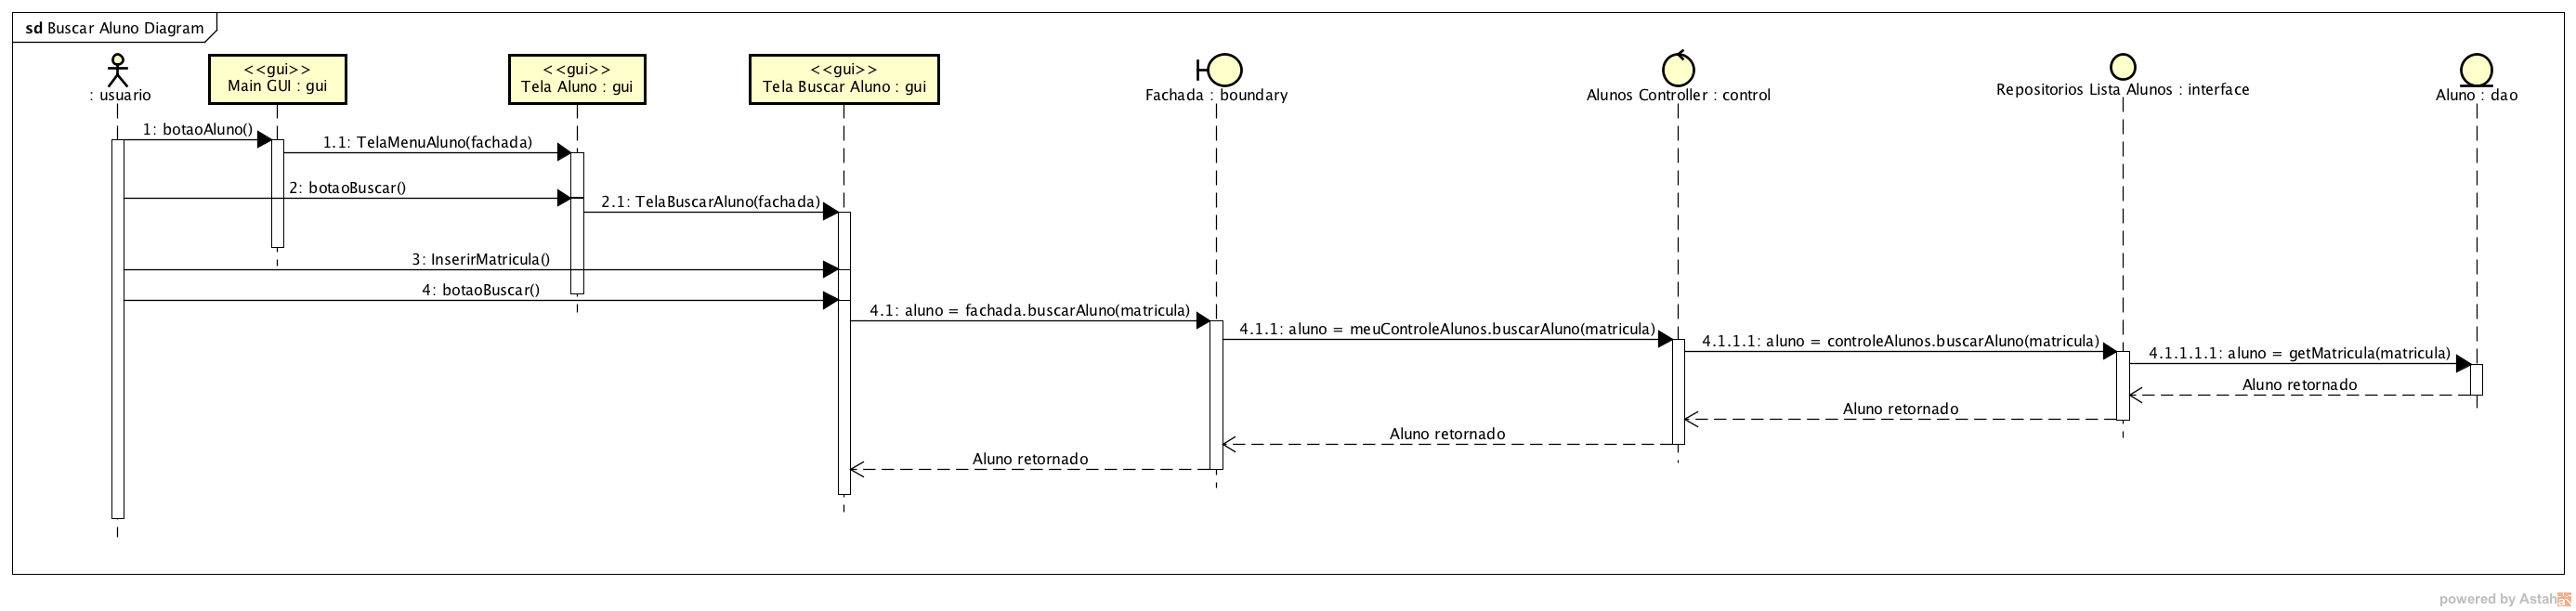 sd Buscar Aluno Diagram
: usuario
<<gui>>
Main GUI : gui
<<gui>>
Tela Aluno : gui
<<gui>>
Tela Buscar Aluno : gui
Fachada : boundary
Alunos Controller : control
Repositorios Lista Alunos : interface
Aluno : dao
1: botaoAluno()
1.1: TelaMenuAluno(fachada)
2: botaoBuscar()
2.1: TelaBuscarAluno(fachada)
3: InserirMatricula()
4: botaoBuscar()
4.1: aluno = fachada.buscarAluno(matricula)
4.1.1: aluno = meuControleAlunos.buscarAluno(matricula)
4.1.1.1: aluno = controleAlunos.buscarAluno(matricula)
4.1.1.1.1: aluno = getMatricula(matricula)
Aluno retornado
Aluno retornado
Aluno retornado
Aluno retornado
powered by Astah